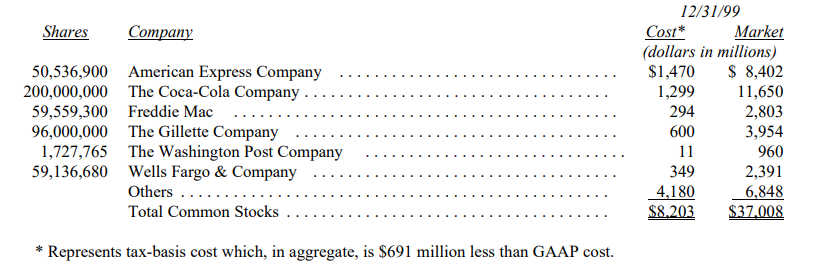 12/31/99
Shares Company Cost* Market
(dollars in millions)
50,536,900 American Express Company ................................ $1,470 $ 8,402
200,000,000 The Coca-Cola Company ................................... 1,299 11,650
59,559,300 Freddie Mac ............................................ 294 2,803
96,000,000 The Gillette Company ..................................... 600 3,954
1,727,765 The Washington Post Company .............................. 11 960
59,136,680 Wells Fargo & Company ................................... 349 2,391
Others ................................................. 4,180 6,848
Total Common Stocks ..................................... $8,203 $37,008
* Represents tax-basis cost which, in aggregate, is $691 million less than GAAP cost.